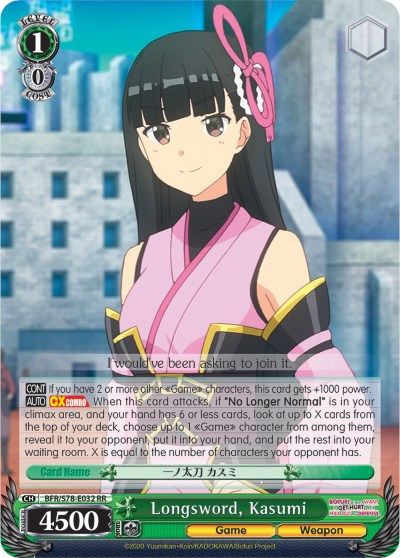 LEVEL
1
0
COST
I would've been asking to join it.
CONT If you have 2 or more other «Game» characters, this card gets +1000 power.
AUTO CX COMBO When this card attacks, if "No Longer Normal" is in your
climax area, and your hand has 6 or less cards, look at up to X cards from
the top of your deck, choose up to 1 «Game» character from among them,
reveal it to your opponent, put it into your hand, and put the rest into your
waiting room. X is equal to the number of characters your opponent has.
Card Name 一ノ太刀 カスミ
CH BFR/S78-E032 RR
POWER 4500 SOUL Longsword, Kasumi
Game Weapon
©2020 Yuumikan・Koin/KADOKAWA/Bofuri Project